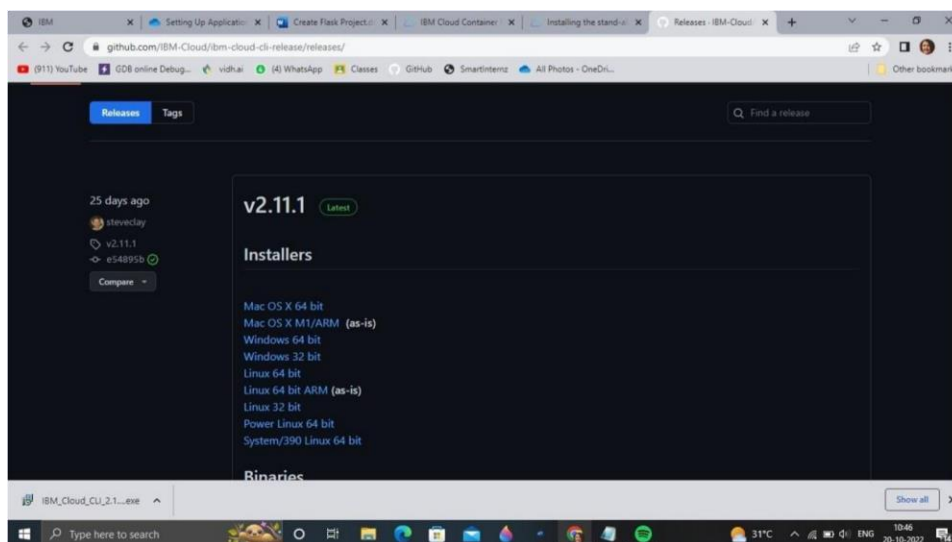 IBM
Setting Up Applicatio
Create Flask Project.d
IBM Cloud Container
Installing the stand-al
Releases · IBM-Cloud/
github.com/IBM-Cloud/ibm-cloud-cli-release/releases/
(911) YouTube
GDB online Debug...
vidh.ai
(4) WhatsApp
Classes
GitHub
Smartinternz
All Photos - OneDri...
Other bookmark
Releases
Tags
Find a release
25 days ago
steveclay
v2.11.1
e54895b
Compare
v2.11.1 Latest
Installers
Mac OS X 64 bit
Mac OS X M1/ARM (as-is)
Windows 64 bit
Windows 32 bit
Linux 64 bit
Linux 64 bit ARM (as-is)
Linux 32 bit
Power Linux 64 bit
System/390 Linux 64 bit
Binaries
IBM_Cloud_CLI_2.1....exe
Show all
Type here to search
31°C
ENG
10:46
20-10-2022